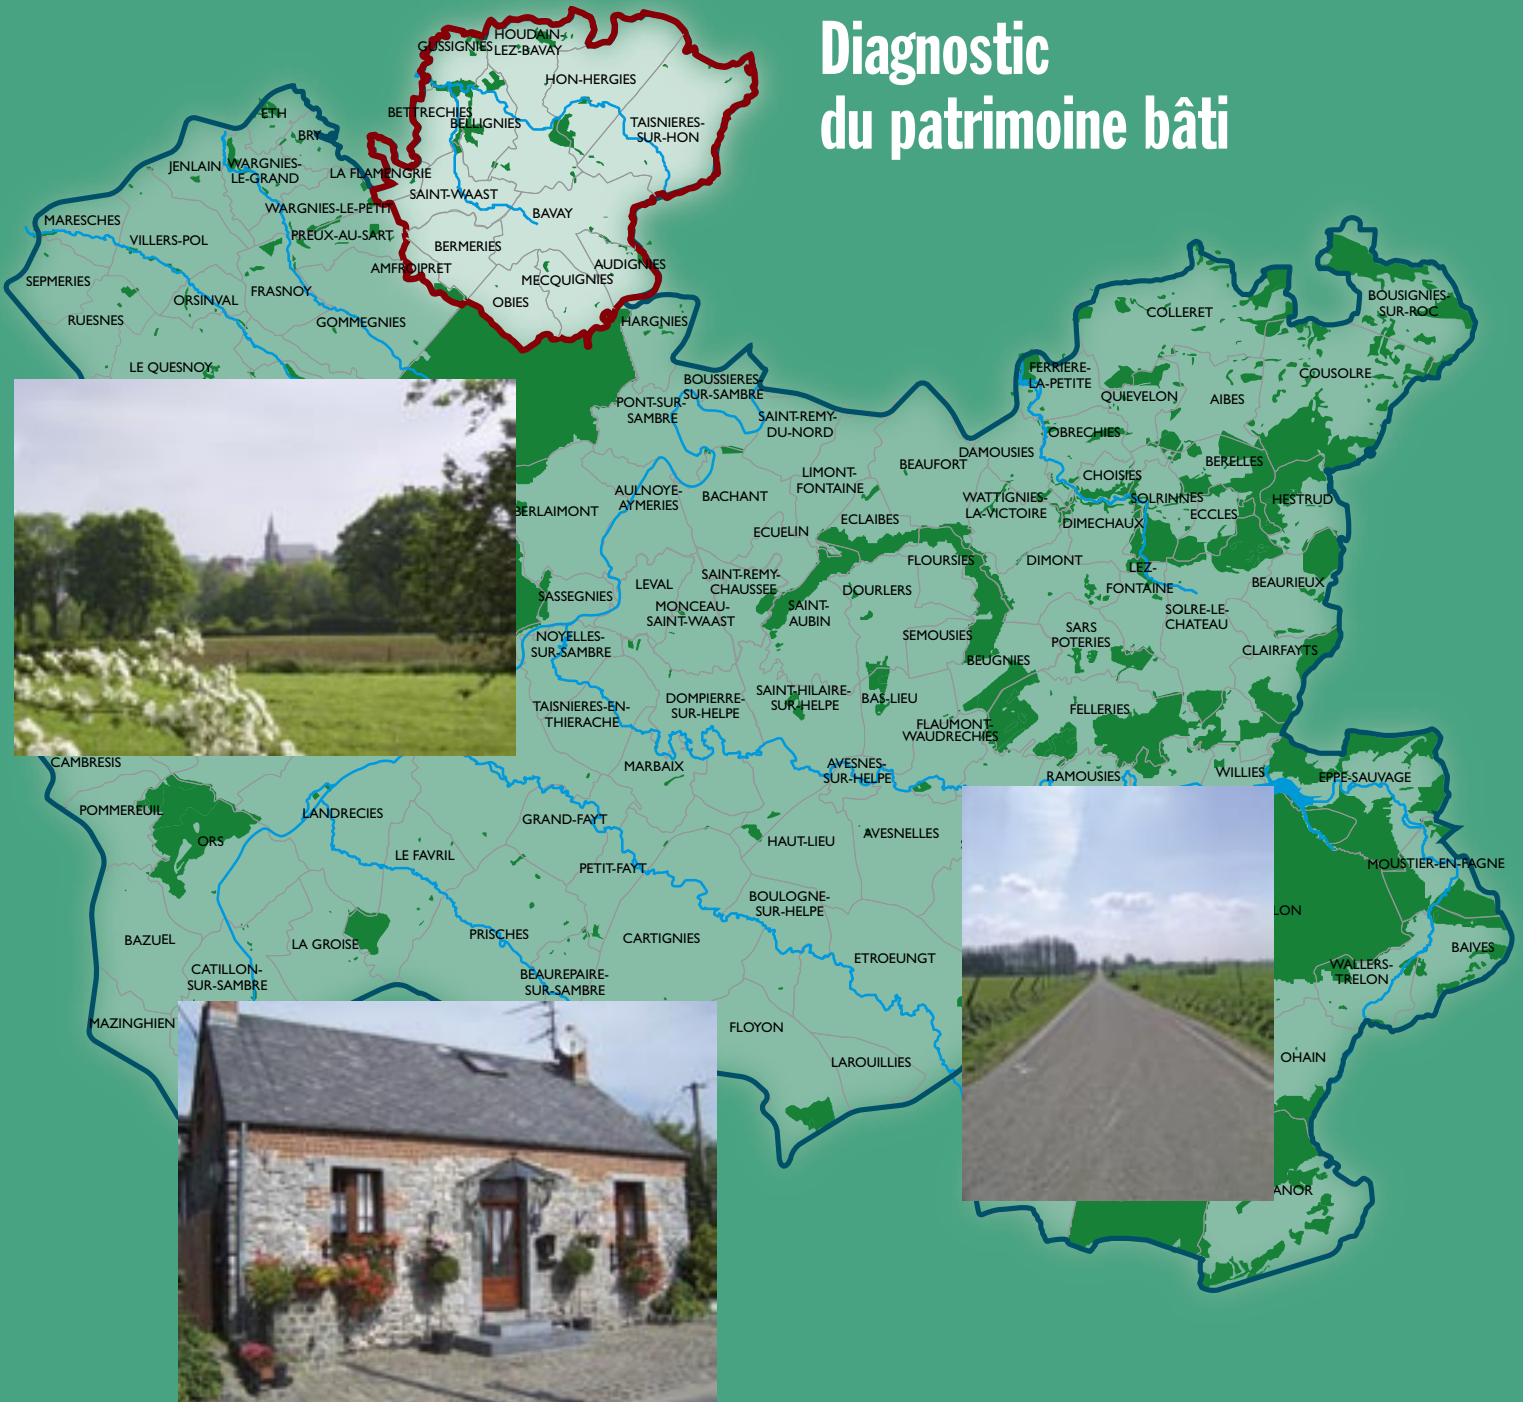 Diagnostic
du patrimoine bâti
HOUDAIN-
LEZ-BAVAY
GUSSIGNIES
HON-HERGIES
BETTRECHIES
BELLIGNIES
TAISNIERES-
SUR-HON
ETH
BRY
JENLAIN
WARGNIES-
LE-GRAND
LA FLAMENGRIE
SAINT-WAAST
WARGNIES-LE-PETIT
BAVAY
MARESCHES
VILLERS-POL
PREUX-AU-SART
BERMERIES
AMFROIPRET
AUDIGNIES
MECQUIGNIES
SEPMERIES
ORSINVAL
FRASNOY
OBIES
RUESNES
GOMMEGNIES
HARGNIES
LE QUESNOY
COLLERET
BOUSIGNIES-
SUR-ROC
FERRIERE-
LA-PETITE
COUSOLRE
QUIEVELON
AIBES
BOUSSIERES-
SUR-SAMBRE
PONT-SUR-
SAMBRE
SAINT-REMY-
DU-NORD
OBRECHIES
DAMOUSIES
BEAUFORT
BERELLES
LIMONT-
FONTAINE
CHOISIES
AULNOYE-
AYMERIES
BACHANT
WATTIGNIES-
LA-VICTOIRE
SOLRINNES
HESTRUD
ECCLES
BERLAIMONT
ECLAIBES
DIMECHAUX
ECUELIN
FLOURSIES
DIMONT
LEZ-
FONTAINE
BEAURIEUX
LEVAL
SAINT-REMY-
CHAUSSEE
DOURLERS
SASSEGNIES
MONCEAU-
SAINT-WAAST
SAINT-
AUBIN
SOLRE-LE-
CHATEAU
NOYELLES-
SUR-SAMBRE
SEMOUSIES
SARS
POTERIES
CLAIRFAYTS
BEUGNIES
TAISNIERES-EN-
THIERACHE
DOMPIERRE-
SUR-HELPE
SAINT-HILAIRE-
SUR-HELPE
BAS-LIEU
FELLERIES
FLAUMONT-
WAUDRECHIES
CAMBRESIS
MARBAIX
AVESNES-
SUR-HELPE
RAMOUSIES
WILLIES
EPPE-SAUVAGE
POMMEREUIL
LANDRECIES
GRAND-FAYT
ORS
HAUT-LIEU
AVESNELLES
LE FAVRIL
PETIT-FAYT
MOUSTIER-EN-FAGNE
BOULOGNE-
SUR-HELPE
LON
BAZUEL
LA GROISE
PRISCHES
CARTIGNIES
BAIVES
ETROEUNGT
WALLERS-
TRELON
CATILLON-
SUR-SAMBRE
BEAUREPAIRE-
SUR-SAMBRE
MAZINGHIEN
FLOYON
LAROUILLIES
OHAIN
ANOR